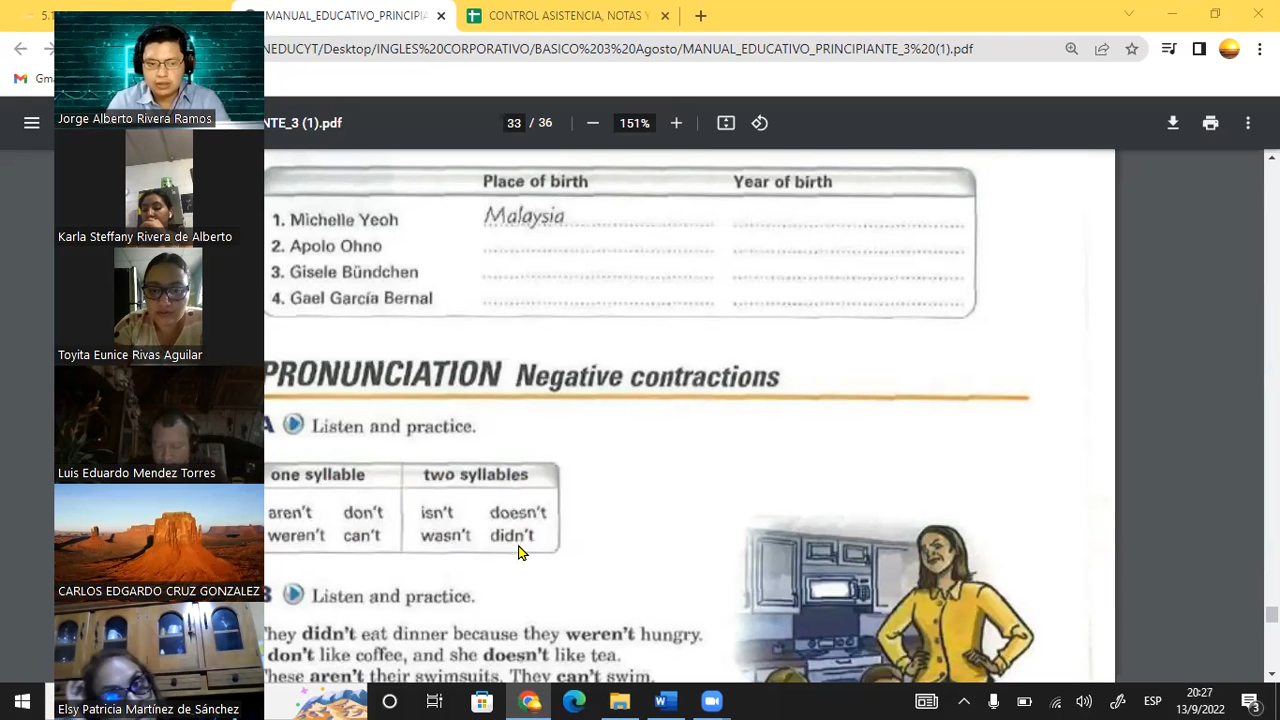 5.1
MANUAL_EDUCATIVO_PRINCIPIA
CONTROL ASISTENCIA, NOTAS Y
NEDUCYT/Desktop/INGLES%20CORPORATIVO/BASICO%203%20Agosto/MANUAL_EDUCATIVO_PRINCIPIANTE_3%20(1).pdf
Gm
NTE_3 (1).pdf
33 / 36
151%
Jorge Alberto Rivera Ramos
Karla Steffany Rivera de Alberto
Toyita Eunice Rivas Aguilar
Luis Eduardo Mendez Torres
CARLOS EDGARDO CRUZ GONZALEZ
Elsy Patricia Martínez de Sánchez
Place of birth Year of birth
1. Michelle Yeoh Malaysia
2. Apolo Ohno
3. Gisele Bündchen
4. Gael García Bernal
PRONUNCIATION Negative contractions
A Listen and practice.
one syllable two syllables
aren't don't isn't doesn't
weren't can't wasn't didn't
B Listen and practice.
They didn't eat dinner because they weren't hungry.
don't like coffee, and she doesn't like tea.
These aren't their swimsuits. They can't swim.
ESP
20:27
13/9/2022